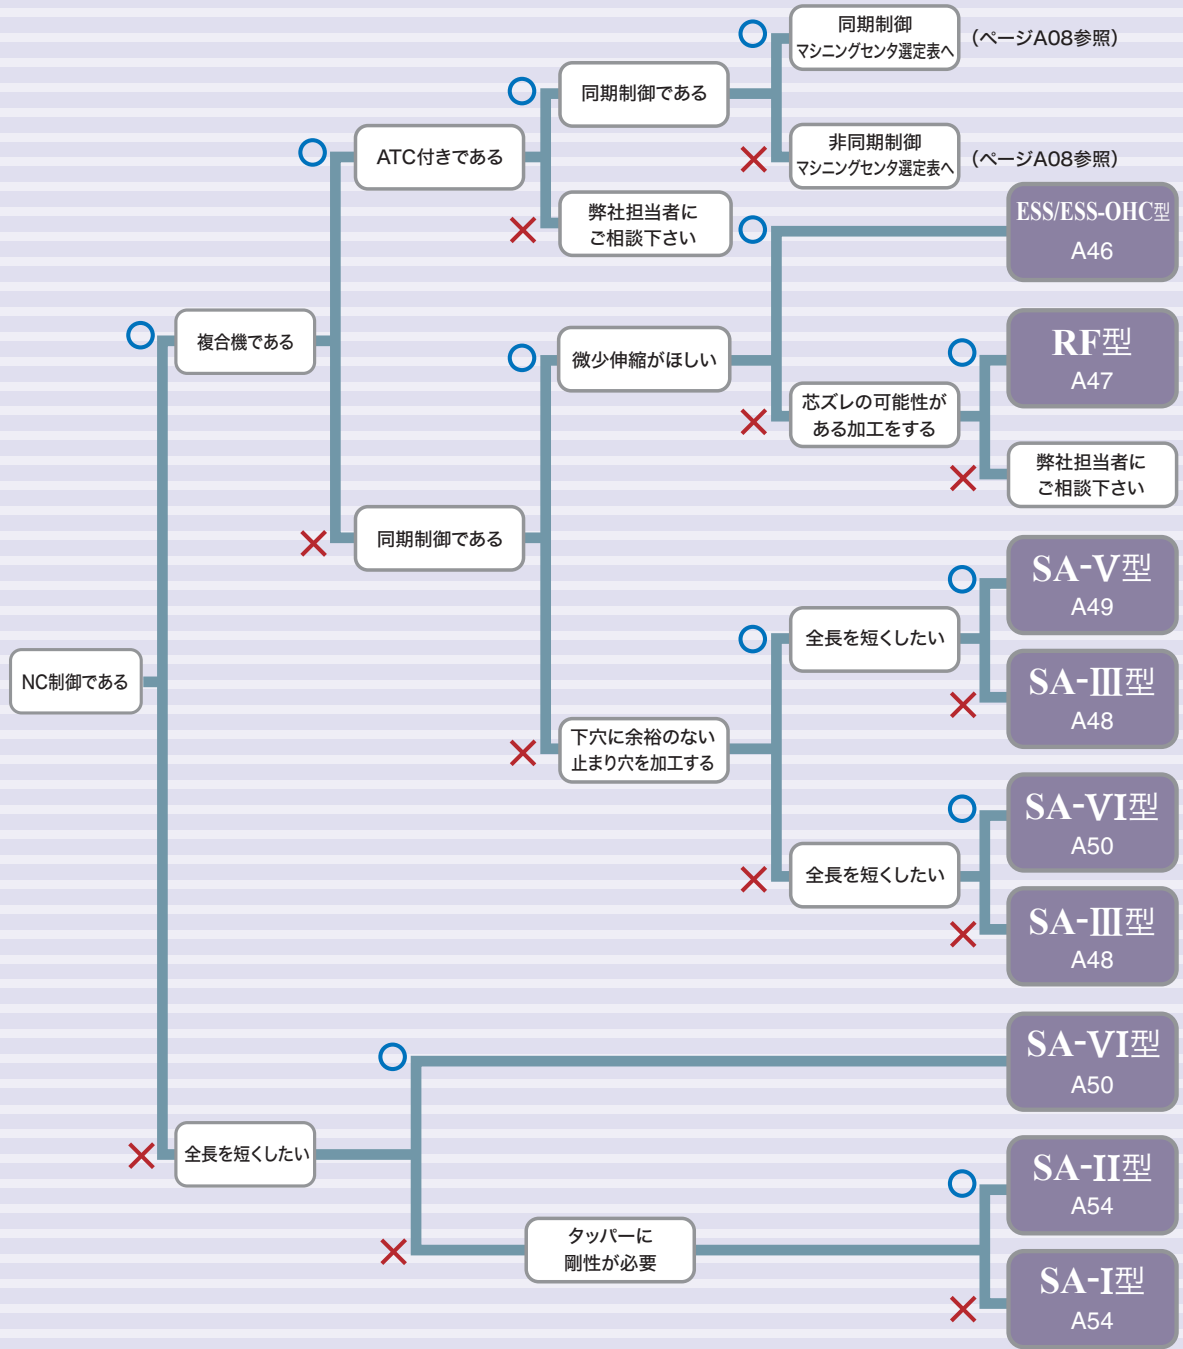 同期制御
マシニングセンタ選定表へ
(ページA08参照)
同期制御である
ATC付きである
非同期制御
マシニングセンタ選定表へ
(ページA08参照)
弊社担当者に
ご相談下さい
ESS/ESS-OHC型
A46
複合機である
微少伸縮がほしい
RF型
A47
芯ズレの可能性が
ある加工をする
弊社担当者に
ご相談下さい
同期制御である
SA-V型
A49
全長を短くしたい
SA-III型
A48
NC制御である
下穴に余裕のない
止まり穴を加工する
SA-VI型
A50
全長を短くしたい
SA-III型
A48
SA-VI型
A50
全長を短くしたい
SA-II型
A54
タッパーに
剛性が必要
SA-I型
A54